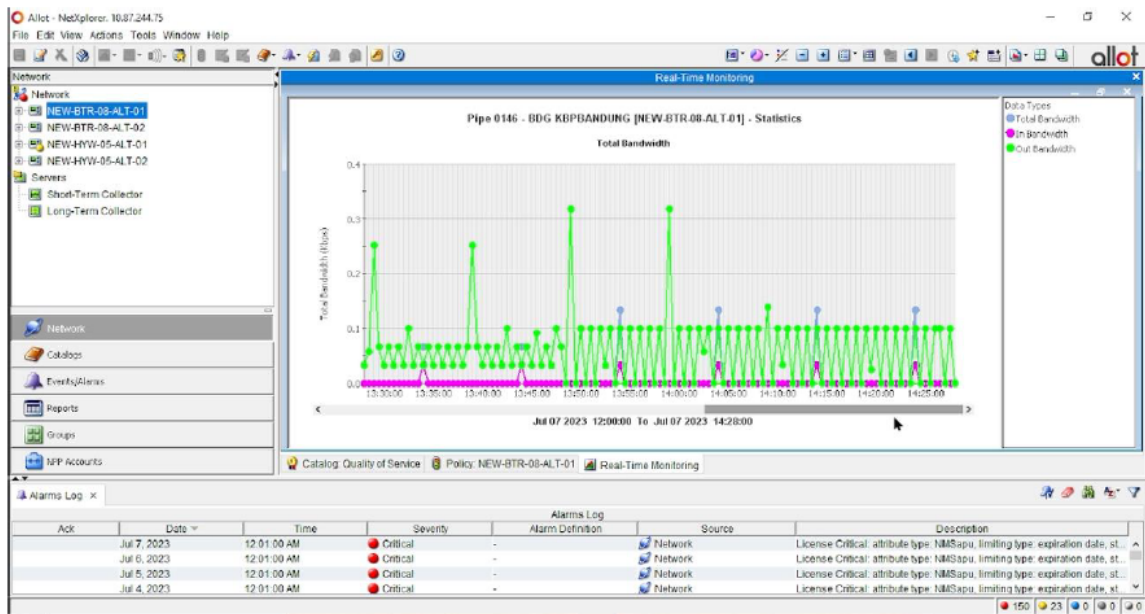 Allot - NetXplorer. 10.87.244.75
File Edit View Actions Tools Window Help
allot
Network
Network
NEW-BTR-08-ALT-01
NEW-BTR-08-ALT-02
NEW-HYW-05-ALT-01
NEW-HYW-05-ALT-02
Servers
Short-Term Collector
Long-Term Collector
Network
Catalogs
Events/Alarms
Reports
Groups
NPP Accounts
Real-Time Monitoring
Pipe 0146 - BDG KBPBANDUNG [NEW-BTR-08-ALT-01] - Statistics
Total Bandwidth
Total Bandwidth (Kbps)
0.4
0.3
0.2
0.1
0.0
13:30:00 13:35:00 13:40:00 13:45:00 13:50:00 13:55:00 14:00:00 14:05:00 14:10:00 14:15:00 14:20:00 14:25:00
Jul 07 2023 12:00:00 To Jul 07 2023 14:28:00
Data Types
Total Bandwidth
In Bandwidth
Out Bandwidth
Catalog: Quality of Service Policy: NEW-BTR-08-ALT-01 Real-Time Monitoring
Alarms Log
Alarms Log
Ack Date Time Severity Alarm Definition Source Description
Jul 7, 2023 12:01:00 AM Critical - Network License Critical: attribute type: NMSapu, limiting type: expiration date, st...
Jul 6, 2023 12:01:00 AM Critical - Network License Critical: attribute type: NMSapu, limiting type: expiration date, st...
Jul 5, 2023 12:01:00 AM Critical - Network License Critical: attribute type: NMSapu, limiting type: expiration date, st...
Jul 4, 2023 12:01:00 AM Critical - Network License Critical: attribute type: NMSapu, limiting type: expiration date, st...
150 23 0 0 0